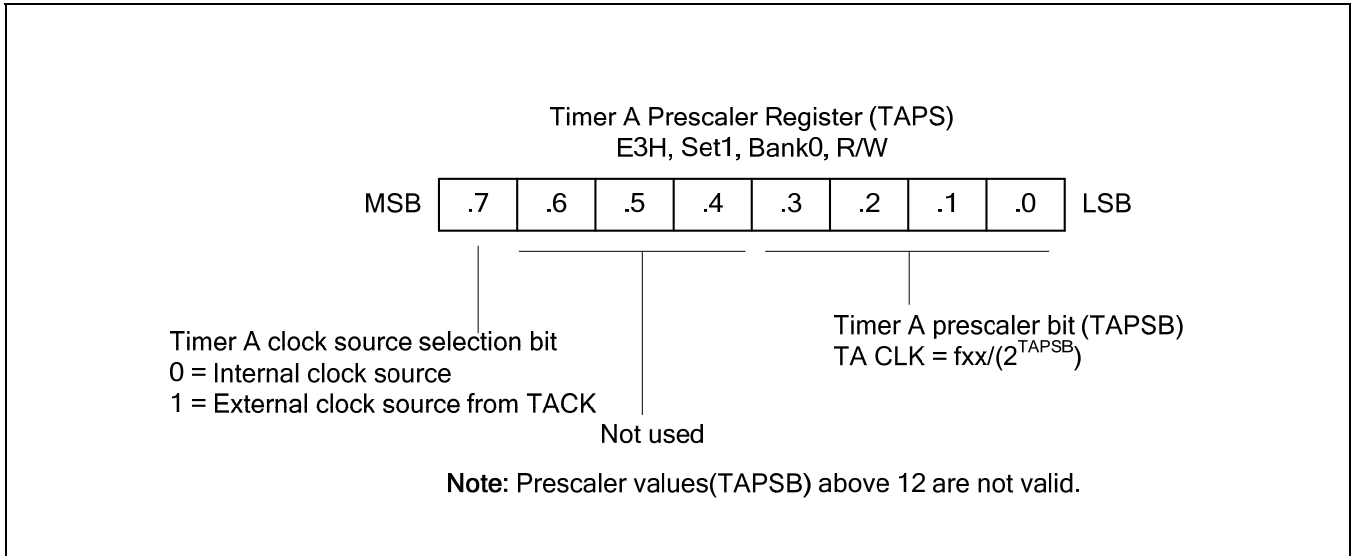 Timer A Prescaler Register (TAPS)
E3H, Set1, Bank0, R/W
MSB .7 .6 .5 .4 .3 .2 .1 .0 LSB
Timer A clock source selection bit
0 = Internal clock source
1 = External clock source from TACK
Not used
Timer A prescaler bit (TAPSB)
TA CLK = fxx/(2^TAPSB)
Note: Prescaler values(TAPSB) above 12 are not valid.